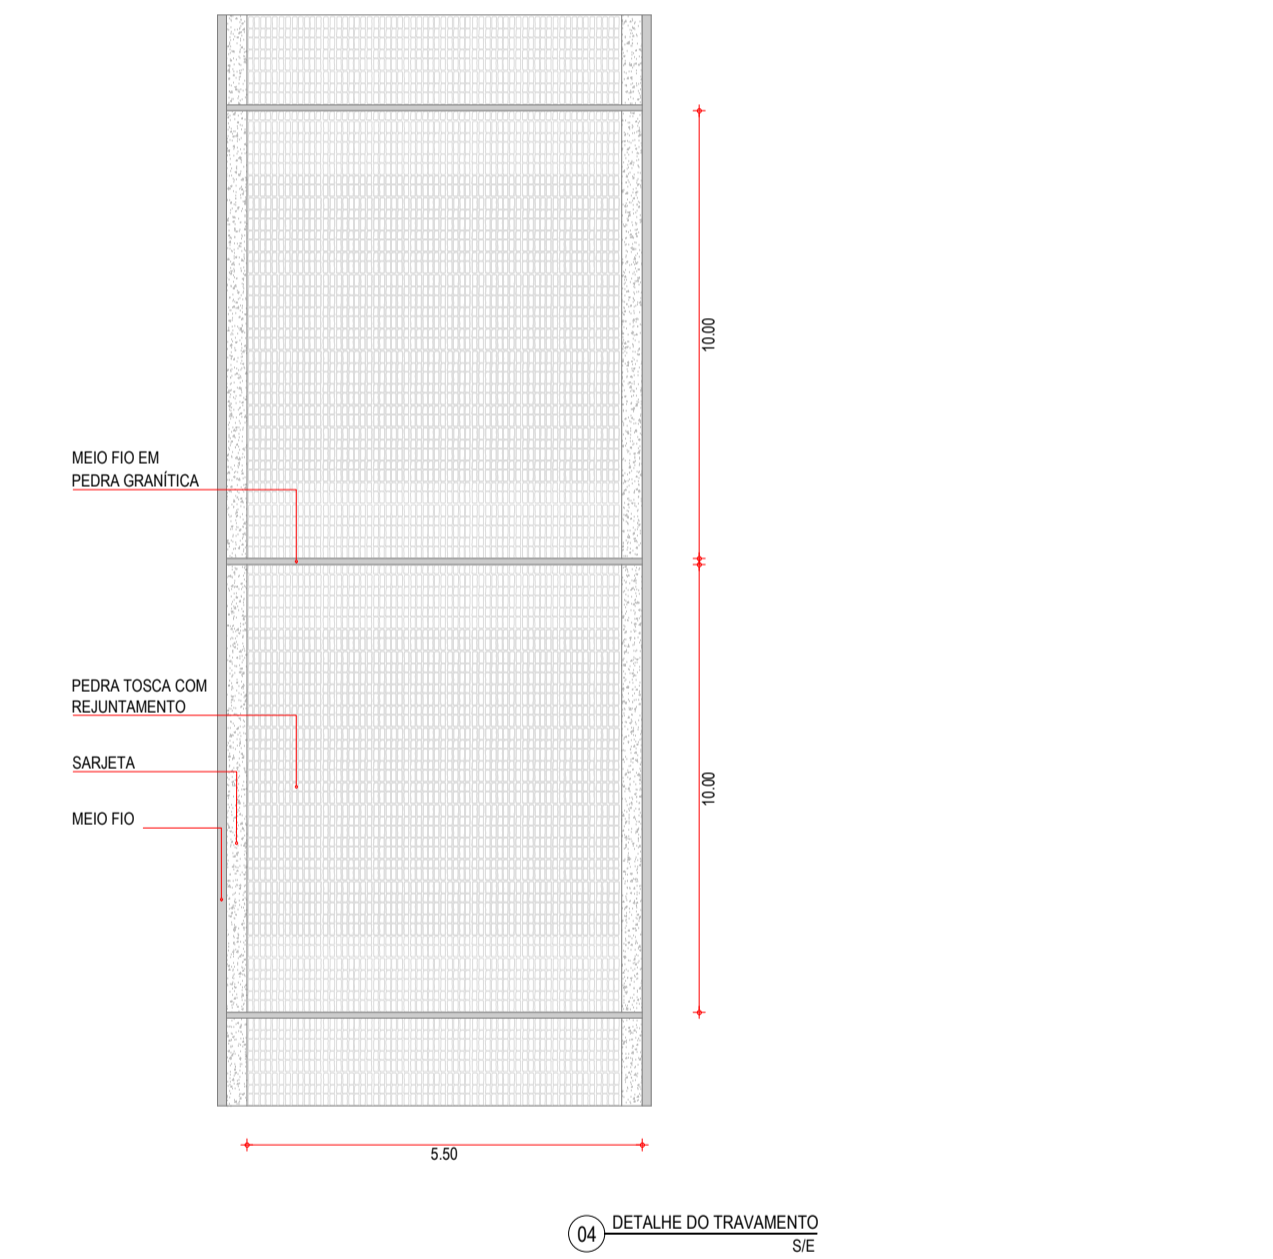 10.00
MEIO FIO EM
PEDRA GRANÍTICA
PEDRA TOSCA COM
REJUNTAMENTO
SARJETA
10.00
MEIO FIO
5.50
04
DETALHE DO TRAVAMENTO
S/E